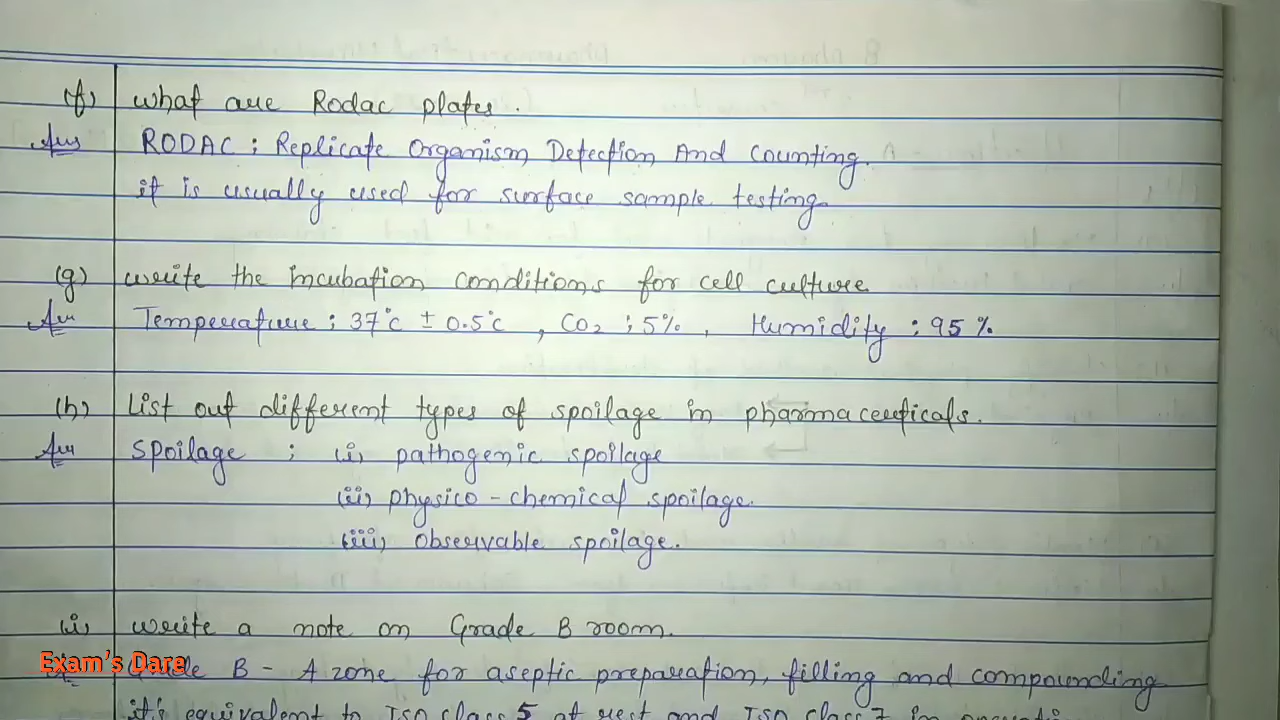 (f) what are Rodac plates.
Ans RODAC : Replicate Organism Detection And Counting.
it is usually used for surface sample testing.
(g) write the incubation conditions for cell culture
Ans Temperature : 37°c ± 0.5°c , CO2 : 5% , Humidity : 95 %
(h) List out different types of spoilage in pharmaceuticals.
Ans Spoilage : (i) pathogenic spoilage
(ii) physico - chemical spoilage.
(iii) observable spoilage.
(i) write a note on Grade B room.
Exam's Dare
Grade B - A zone for aseptic preparation, filling and compounding
it's equivalent to ISO class 5 at rest and ISO class 7 in